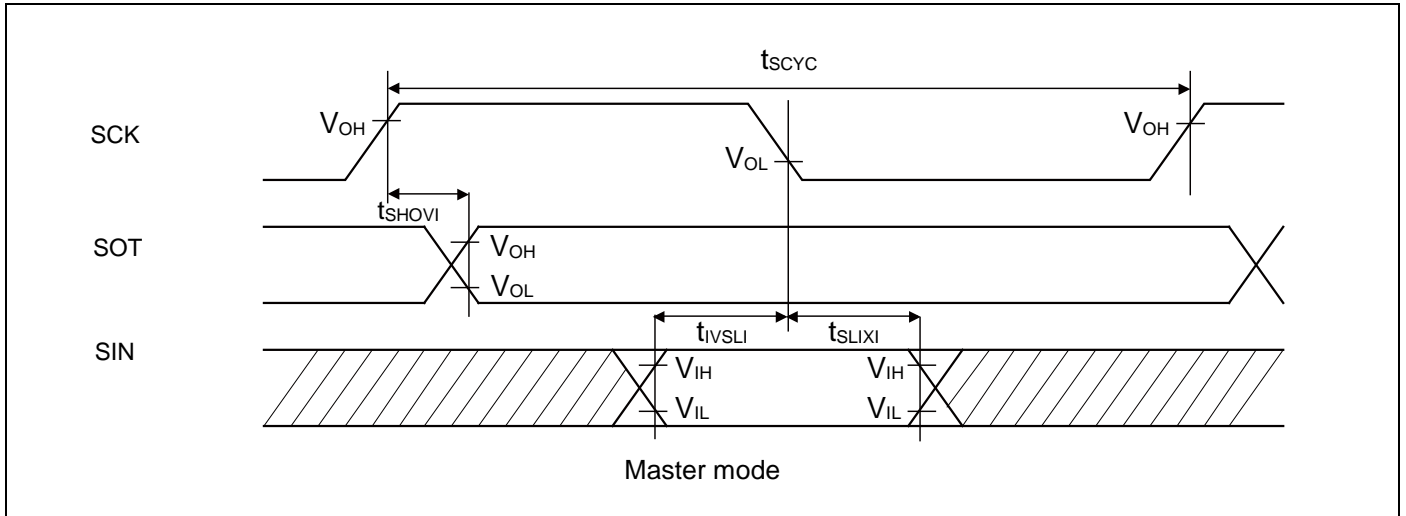 tSCYC
SCK
VOH
VOH
VOL
tSHOVI
SOT
VOH
VOL
tIVSLI
tSLIXI
SIN
VIH
VIH
VIL
VIL
Master mode